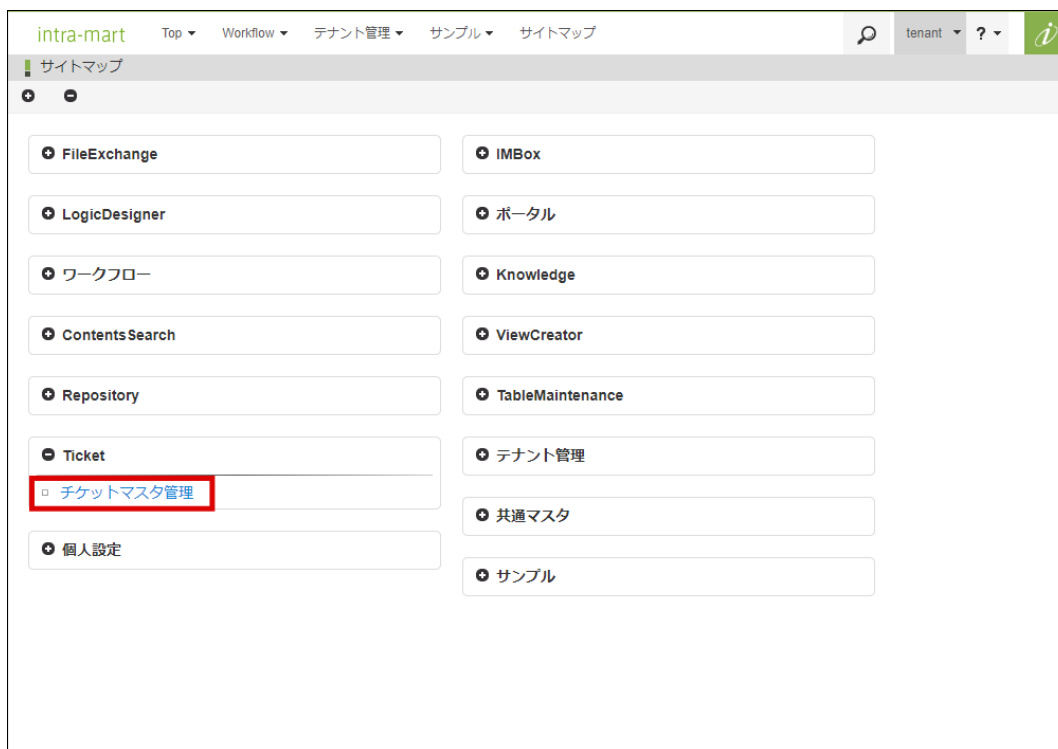 intra-mart Top Workflow テナント管理 サンプル サイトマップ tenant ?
サイトマップ
FileExchange
LogicDesigner
ワークフロー
ContentsSearch
Repository
Ticket
チケットマスタ管理
個人設定
IMBox
ポータル
Knowledge
ViewCreator
TableMaintenance
テナント管理
共通マスタ
サンプル